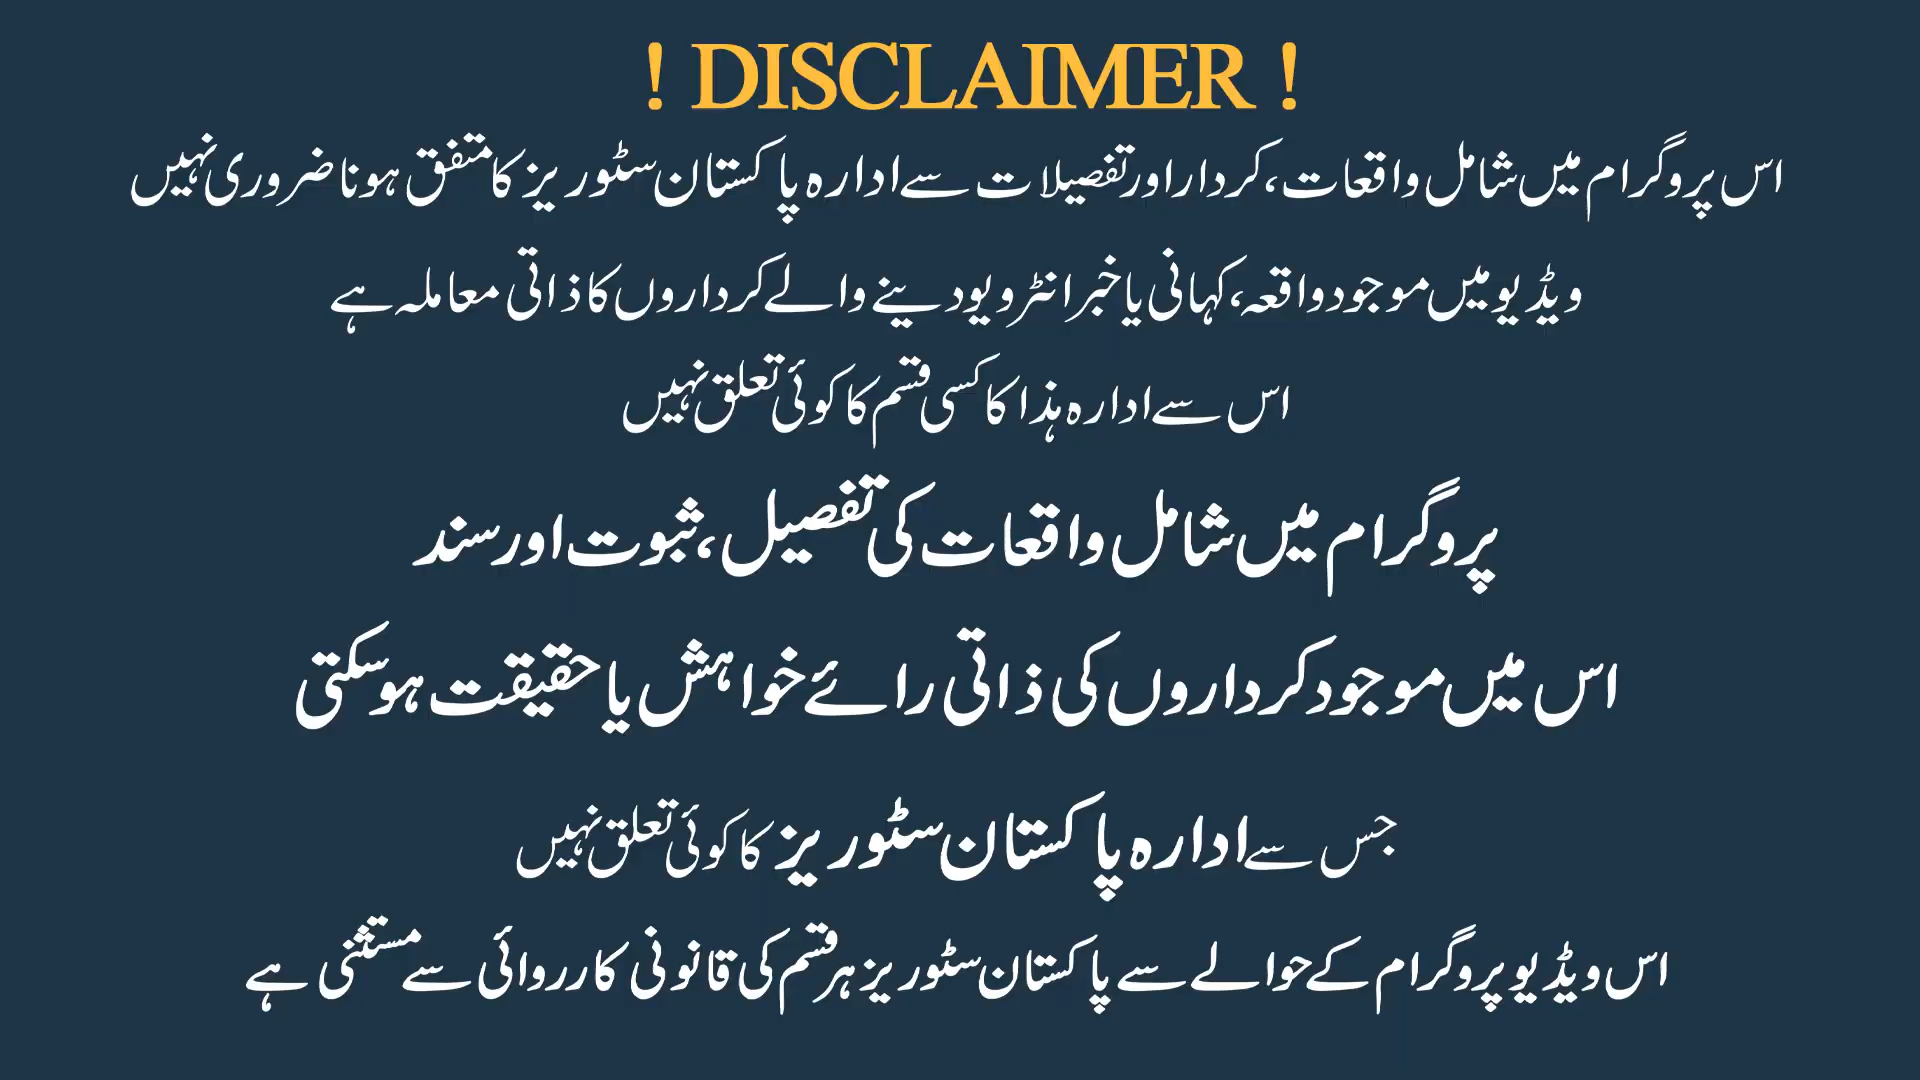 ! DISCLAIMER !
اس پروگرام میں شامل واقعات، کردار اور تفصیلات سے ادارہ پاکستان سٹوریز کا متفق ہونا ضروری نہیں
ویڈیو میں موجود واقعہ، کہانی یا خبر انٹرویو دینے والے کرداروں کا ذاتی معاملہ ہے
اس سے ادارہ ہذا کا کسی قسم کا کوئی تعلق نہیں
پروگرام میں شامل واقعات کی تفصیل، ثبوت اور سند
اس میں موجود کرداروں کی ذاتی رائے خواہش یا حقیقت ہو سکتی
جس سے ادارہ پاکستان سٹوریز کا کوئی تعلق نہیں
اس ویڈیو پروگرام کے حوالے سے پاکستان سٹوریز ہر قسم کی قانونی کارروائی سے مستثنی ہے